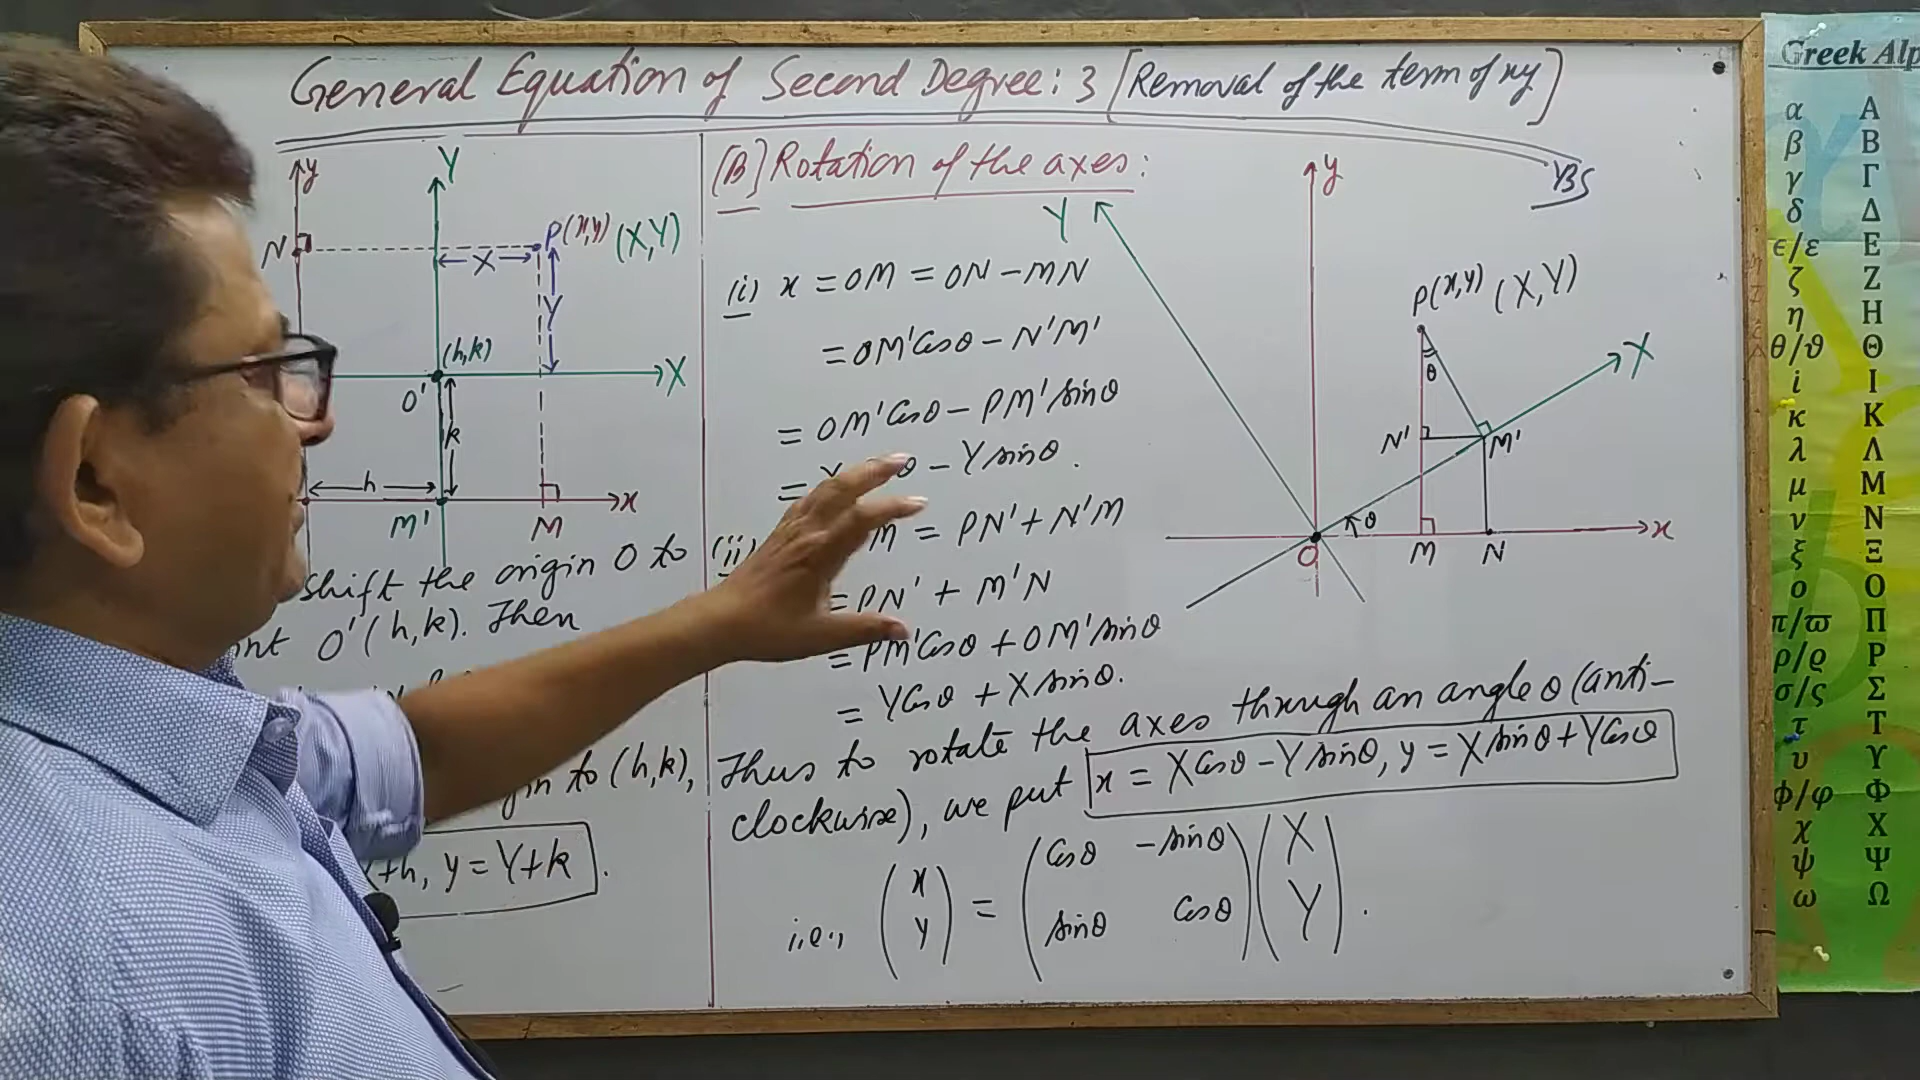 General Equation of Second Degree: 3 [Removal of the term of xy]
YBS
y
Y
N
P(x,y) (X,Y)
X
Y
(h,k)
O'
X
k
h
M'
M
x
shift the origin O to
O'(h,k). Then
to (h,k),
+h, y = Y+k
(B) Rotation of the axes:
(i) x = OM = ON - MN
= OM'Cosθ - N'M'
= OM'Cosθ - PM'sinθ
= θ - Ysinθ.
(ii) M = PN' + N'M
= PN' + M'N
= PM'Cosθ + OM'sinθ
= YCosθ + Xsinθ.
Thus to rotate the axes through an angle θ (anti-
clockwise), we put x = XCosθ - Ysinθ, y = Xsinθ + YCosθ
i.e., (x y) = (Cosθ -sinθ sinθ Cosθ) (X Y).
y
Y
P(x,y) (X,Y)
θ
X
N'
M'
θ
O
M
N
x
Greek Alp
α Α
β Β
γ Γ
δ Δ
ϵ/ε Ε
ζ Ζ
η Η
θ/ϑ Θ
i Ι
κ Κ
λ Λ
μ Μ
ν Ν
ξ Ξ
ο Ο
π/ϖ Π
ρ/ϱ Ρ
σ/ς Σ
τ Τ
υ Υ
ϕ/φ Φ
χ Χ
ψ Ψ
ω Ω